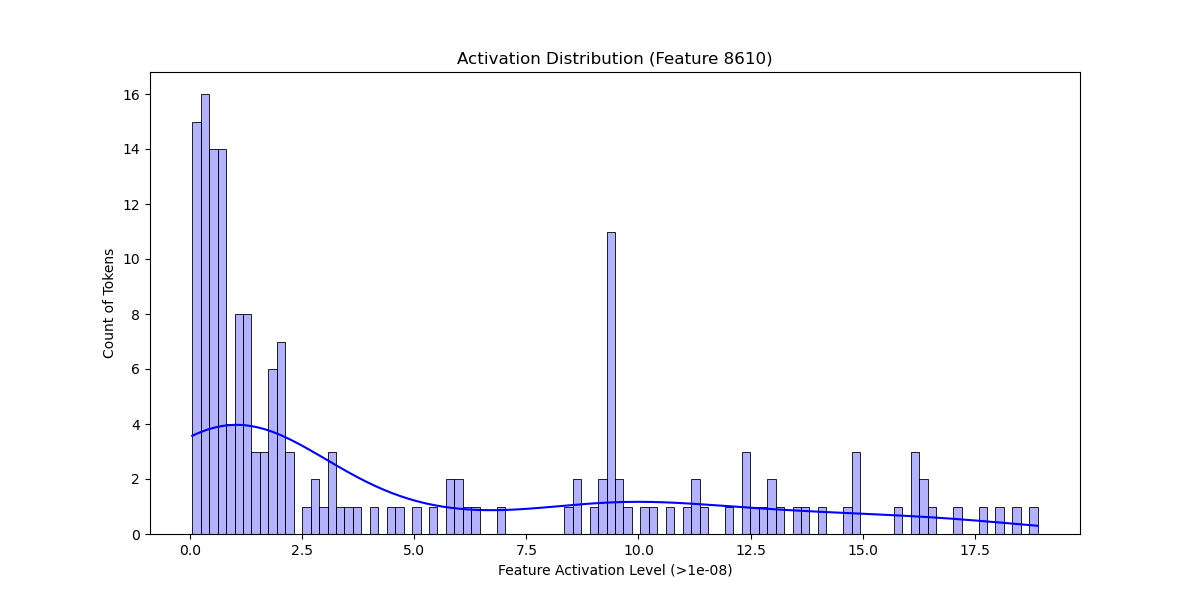 Activation Distribution (Feature 8610)
16
14
12
10
8
6
4
2
0
Count of Tokens
0.0 2.5 5.0 7.5 10.0 12.5 15.0 17.5
Feature Activation Level (>1e-08)